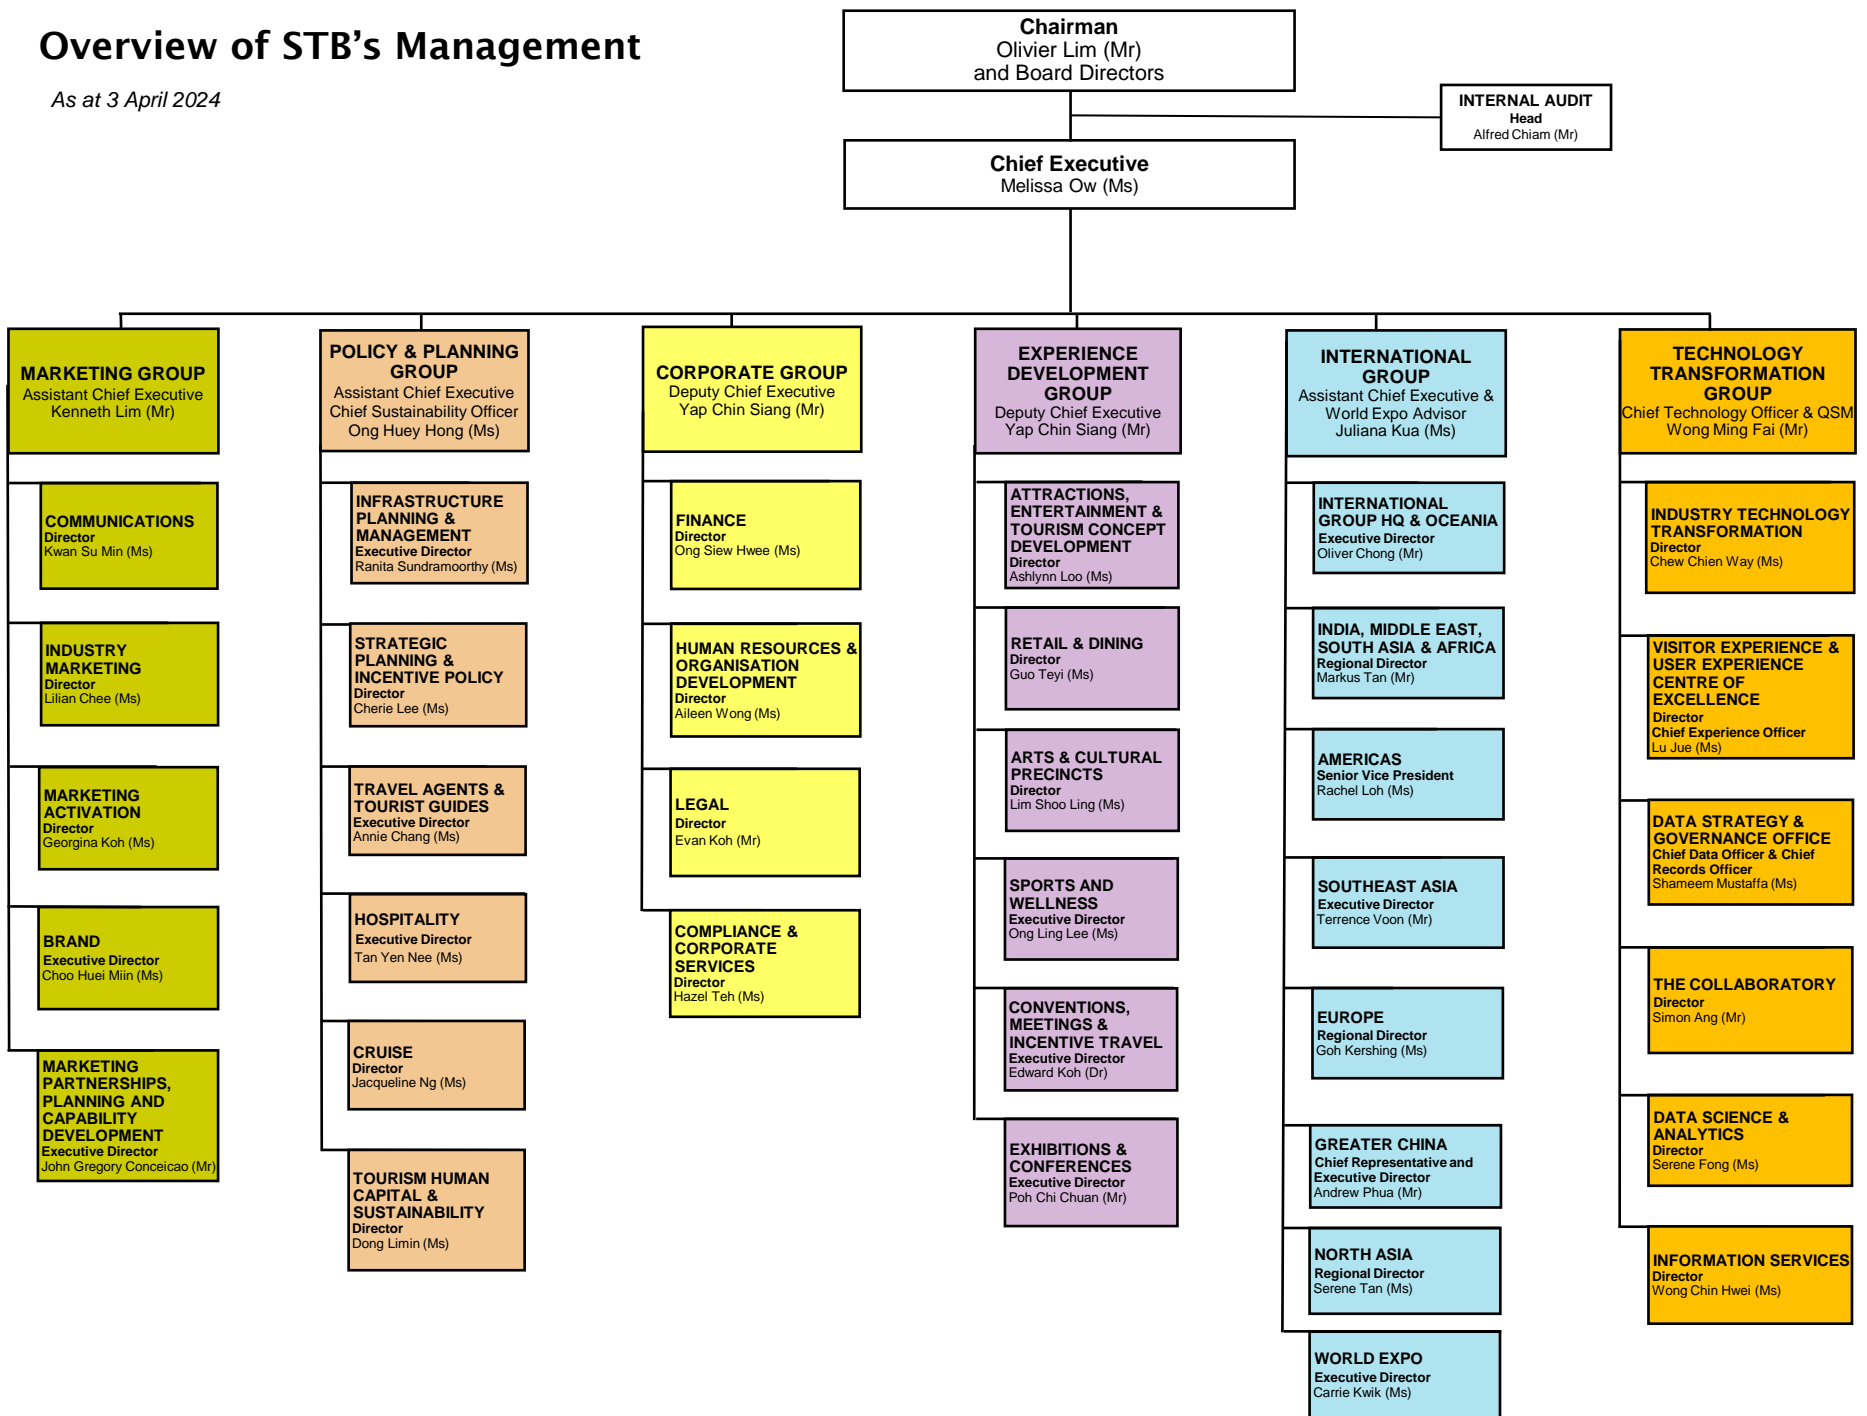 Overview of STB's Management
As at 3 April 2024
Chairman
Olivier Lim (Mr)
and Board Directors
INTERNAL AUDIT
Head
Alfred Chiam (Mr)
Chief Executive
Melissa Ow (Ms)
MARKETING GROUP
Assistant Chief Executive
Kenneth Lim (Mr)
COMMUNICATIONS
Director
Kwan Su Min (Ms)
INDUSTRY
MARKETING
Director
Lilian Chee (Ms)
MARKETING
ACTIVATION
Director
Georgina Koh (Ms)
BRAND
Executive Director
Choo Huei Miin (Ms)
MARKETING
PARTNERSHIPS,
PLANNING AND
CAPABILITY
DEVELOPMENT
Executive Director
John Gregory Conceicao (Mr)
POLICY & PLANNING
GROUP
Assistant Chief Executive
Chief Sustainability Officer
Ong Huey Hong (Ms)
INFRASTRUCTURE
PLANNING &
MANAGEMENT
Executive Director
Ranita Sundramoorthy (Ms)
STRATEGIC
PLANNING &
INCENTIVE POLICY
Director
Cherie Lee (Ms)
TRAVEL AGENTS &
TOURIST GUIDES
Executive Director
Annie Chang (Ms)
HOSPITALITY
Executive Director
Tan Yen Nee (Ms)
CRUISE
Director
Jacqueline Ng (Ms)
TOURISM HUMAN
CAPITAL &
SUSTAINABILITY
Director
Dong Limin (Ms)
CORPORATE GROUP
Deputy Chief Executive
Yap Chin Siang (Mr)
FINANCE
Director
Ong Siew Hwee (Ms)
HUMAN RESOURCES &
ORGANISATION
DEVELOPMENT
Director
Aileen Wong (Ms)
LEGAL
Director
Evan Koh (Mr)
COMPLIANCE &
CORPORATE
SERVICES
Director
Hazel Teh (Ms)
EXPERIENCE
DEVELOPMENT
GROUP
Deputy Chief Executive
Yap Chin Siang (Mr)
ATTRACTIONS,
ENTERTAINMENT &
TOURISM CONCEPT
DEVELOPMENT
Director
Ashlynn Loo (Ms)
RETAIL & DINING
Director
Guo Teyi (Ms)
ARTS & CULTURAL
PRECINCTS
Director
Lim Shoo Ling (Ms)
SPORTS AND
WELLNESS
Executive Director
Ong Ling Lee (Ms)
CONVENTIONS,
MEETINGS &
INCENTIVE TRAVEL
Executive Director
Edward Koh (Dr)
EXHIBITIONS &
CONFERENCES
Executive Director
Poh Chi Chuan (Mr)
INTERNATIONAL
GROUP
Assistant Chief Executive &
World Expo Advisor
Juliana Kua (Ms)
INTERNATIONAL
GROUP HQ & OCEANIA
Executive Director
Oliver Chong (Mr)
INDIA, MIDDLE EAST,
SOUTH ASIA & AFRICA
Regional Director
Markus Tan (Mr)
AMERICAS
Senior Vice President
Rachel Loh (Ms)
SOUTHEAST ASIA
Executive Director
Terrence Voon (Mr)
EUROPE
Regional Director
Goh Kershing (Ms)
GREATER CHINA
Chief Representative and
Executive Director
Andrew Phua (Mr)
NORTH ASIA
Regional Director
Serene Tan (Ms)
WORLD EXPO
Executive Director
Carrie Kwik (Ms)
TECHNOLOGY
TRANSFORMATION
GROUP
Chief Technology Officer & QSM
Wong Ming Fai (Mr)
INDUSTRY TECHNOLOGY
TRANSFORMATION
Director
Chew Chien Way (Ms)
VISITOR EXPERIENCE &
USER EXPERIENCE
CENTRE OF
EXCELLENCE
Director
Chief Experience Officer
Lu Jue (Ms)
DATA STRATEGY &
GOVERNANCE OFFICE
Chief Data Officer & Chief
Records Officer
Shameem Mustaffa (Ms)
THE COLLABORATORY
Director
Simon Ang (Mr)
DATA SCIENCE &
ANALYTICS
Director
Serene Fong (Ms)
INFORMATION SERVICES
Director
Wong Chin Hwei (Ms)